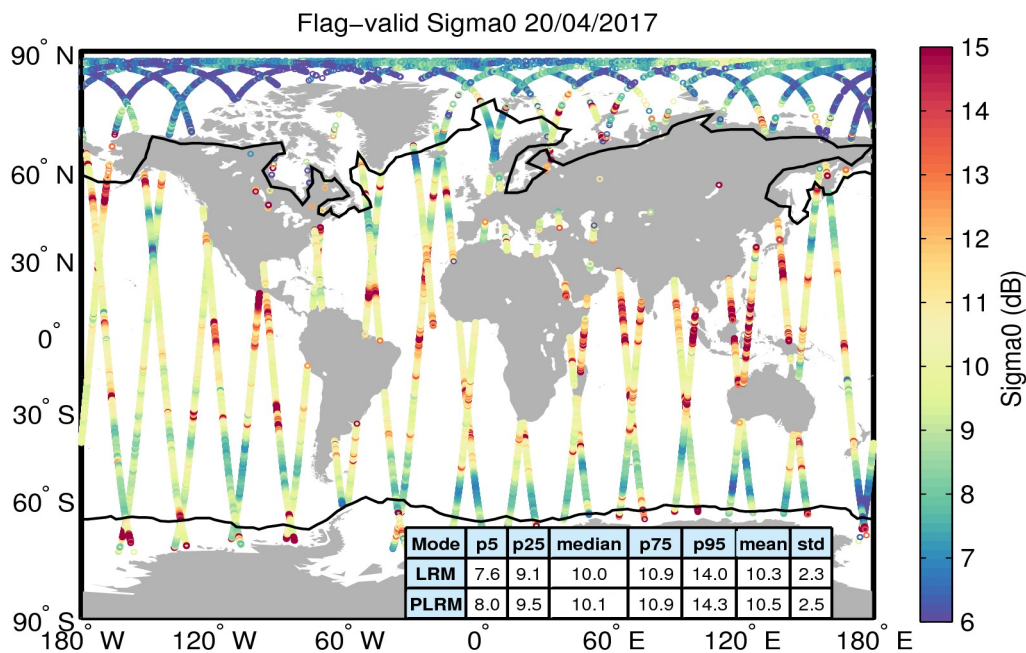 Flag−valid Sigma0 20/04/2017
90° N
60° N
30° N
0°
30° S
60° S
90° S
180° W
120° W
60° W
0°
60° E
120° E
180° E
Mode p5 p25 median p75 p95 mean std
LRM 7.6 9.1 10.0 10.9 14.0 10.3 2.3
PLRM 8.0 9.5 10.1 10.9 14.3 10.5 2.5
15
14
13
12
11
10
9
8
7
6
Sigma0 (dB)